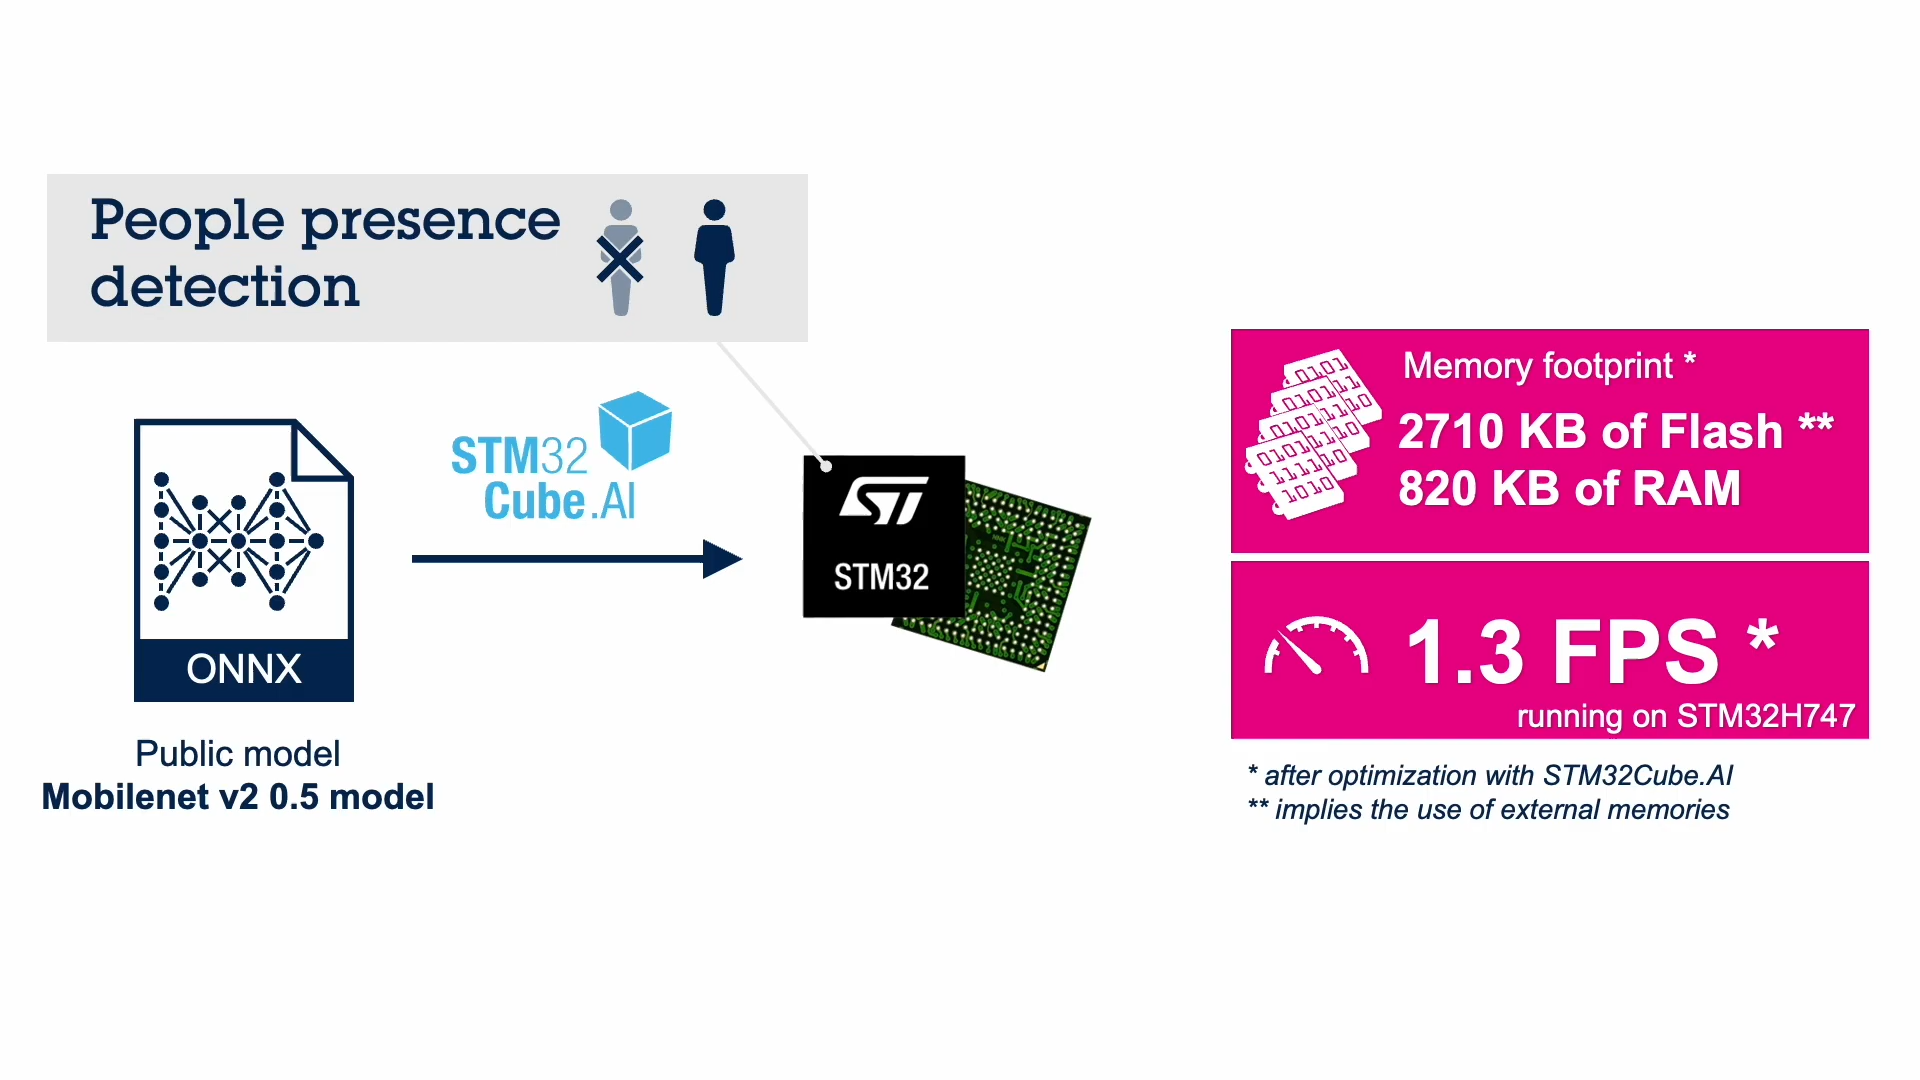 People presence
detection
STM32
Cube.AI
ONNX
Public model
Mobilenet v2 0.5 model
ST
STM32
Memory footprint *
2710 KB of Flash **
820 KB of RAM
1.3 FPS *
running on STM32H747
* after optimization with STM32Cube.AI
** implies the use of external memories